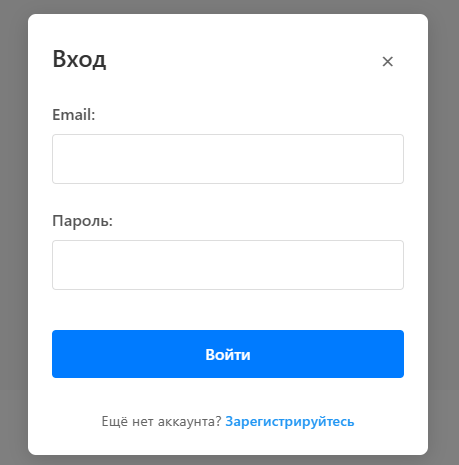 Вход
×
Email:
Пароль:
Войти
Ещё нет аккаунта? Зарегистрируйтесь